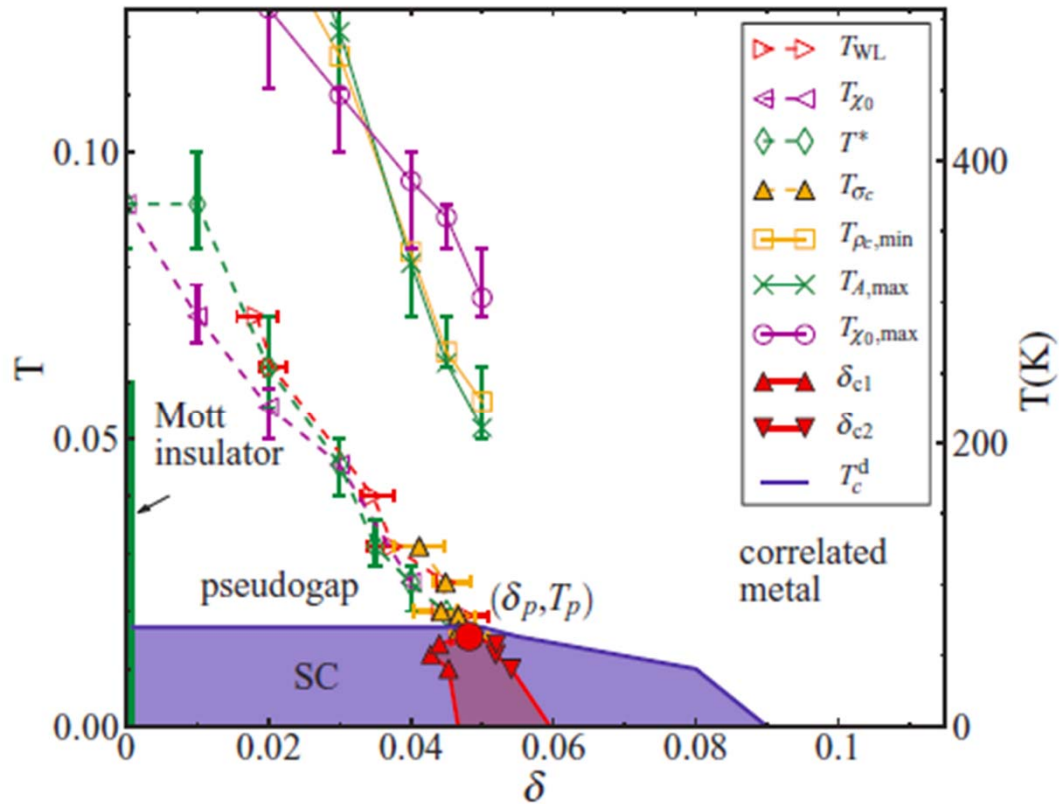 T_WL
T_χ0
T*
T_σc
T_ρc,min
T_A,max
T_χ0,max
δ_c1
δ_c2
T_c^d
0.10
0.05
0.00
T
400
200
0
T(K)
Mott
insulator
pseudogap
(δ_p,T_p)
correlated
metal
SC
0
0.02
0.04
0.06
0.08
0.10
δ